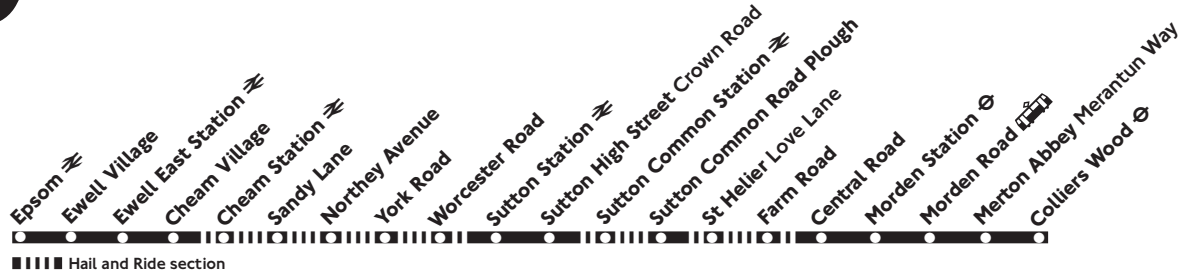 Epsom
Ewell Village
Ewell East Station
Cheam Village
Cheam Station
Sandy Lane
Northey Avenue
York Road
Worcester Road
Sutton Station
Sutton High Street Crown Road
Sutton Common Station
Sutton Common Road Plough
St Helier Love Lane
Farm Road
Central Road
Morden Station
Morden Road
Merton Abbey Merantun Way
Colliers Wood
Hail and Ride section